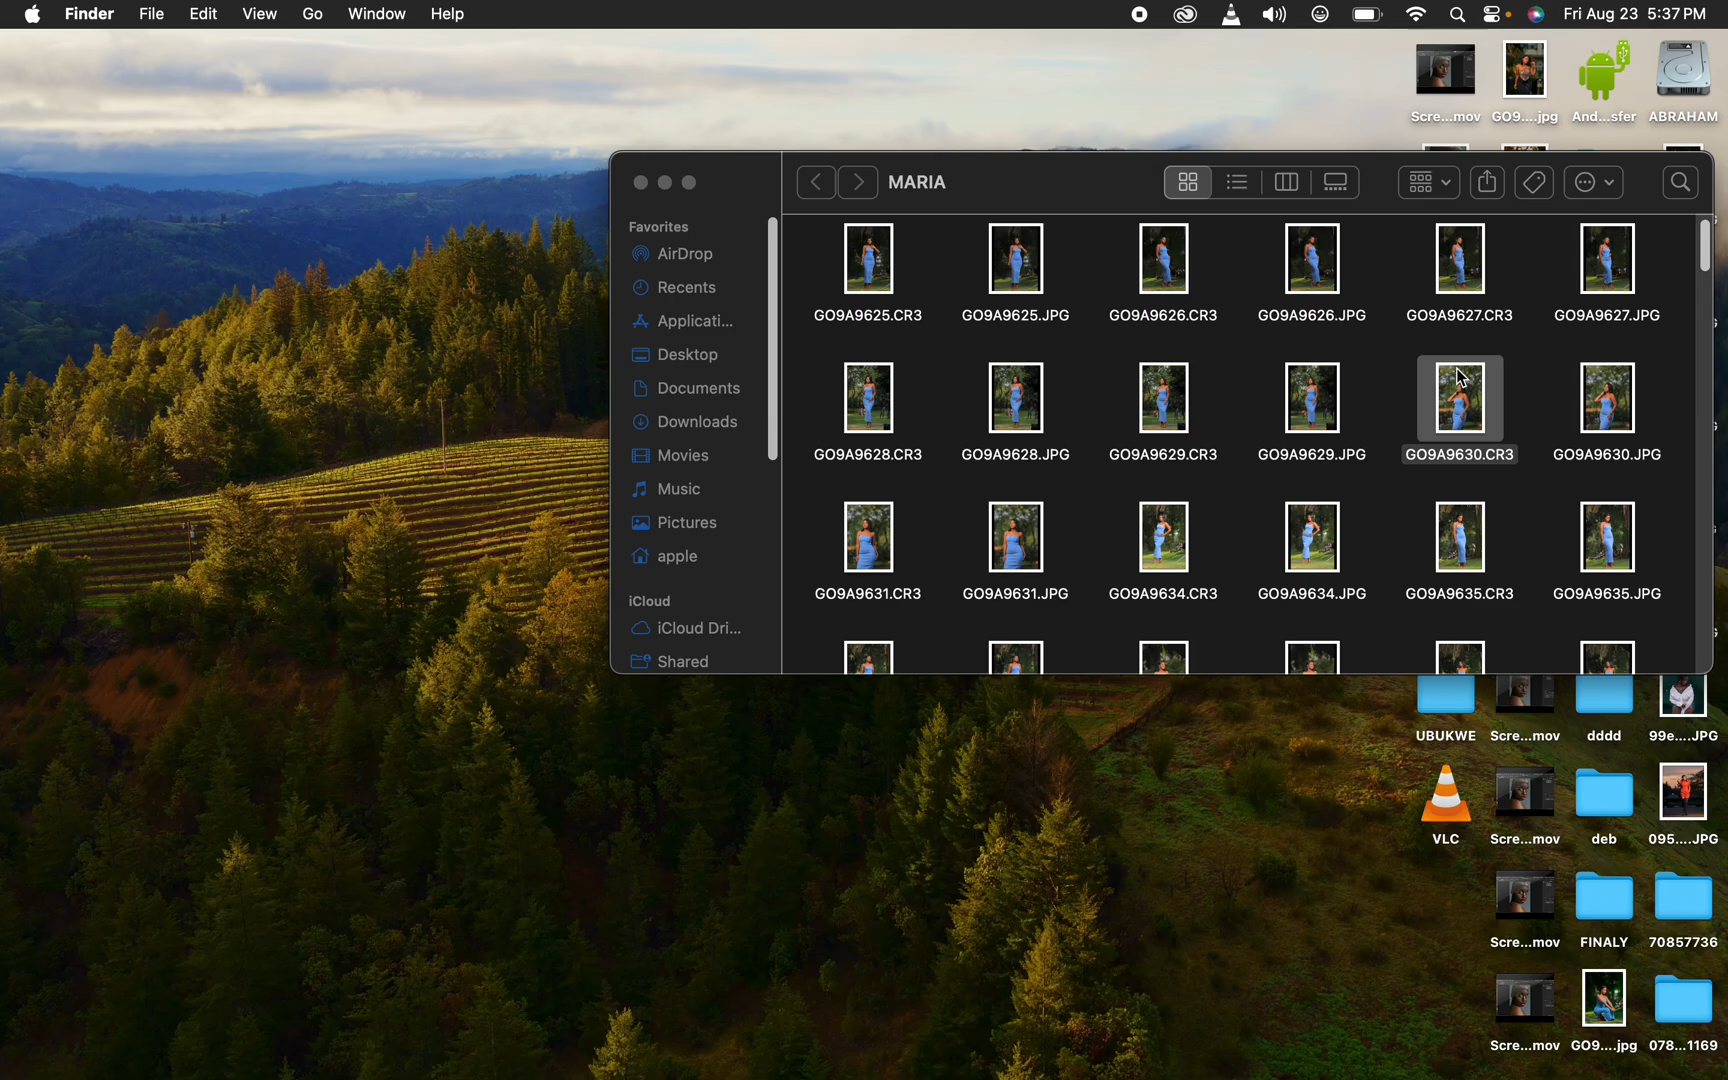 Finder File Edit View Go Window Help Fri Aug 23 5:37 PM
Scre...mov GO9....jpg And...sfer ABRAHAM
MARIA
Favorites
AirDrop
Recents
Applicati...
Desktop
Documents
Downloads
Movies
Music
Pictures
apple
iCloud
iCloud Dri...
Shared
GO9A9625.CR3 GO9A9625.JPG GO9A9626.CR3 GO9A9626.JPG GO9A9627.CR3 GO9A9627.JPG
GO9A9628.CR3 GO9A9628.JPG GO9A9629.CR3 GO9A9629.JPG GO9A9630.CR3 GO9A9630.JPG
GO9A9631.CR3 GO9A9631.JPG GO9A9634.CR3 GO9A9634.JPG GO9A9635.CR3 GO9A9635.JPG
UBUKWE Scre...mov dddd 99e....JPG
VLC Scre...mov deb 095....JPG
Scre...mov FINALY 70857736
Scre...mov GO9....jpg 078...1169